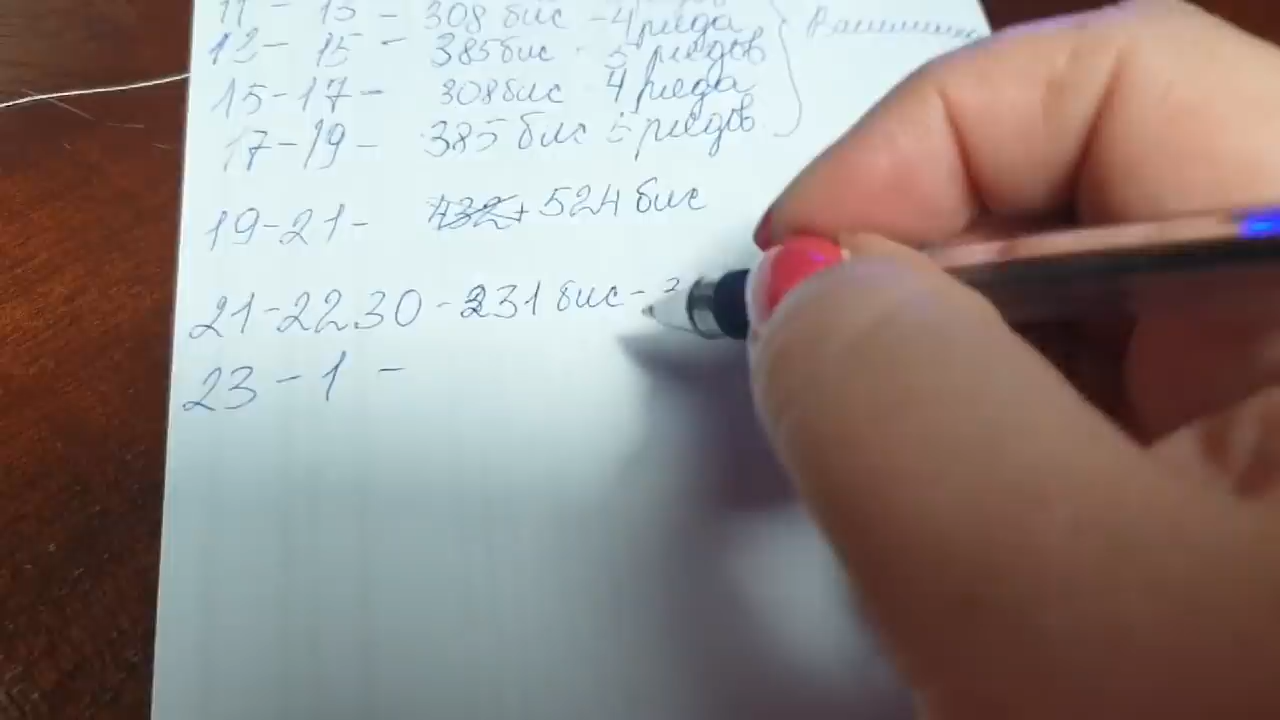 11 - 13 - 308 бис - 4 ряда
13 - 15 - 385 бис - 5 рядов
15-17 - 308 бис 4 ряда
17-19 - 385 бис 5 рядов
19-21 - 524 бис
21-22 30 - 231 бис -
23 - 1 -